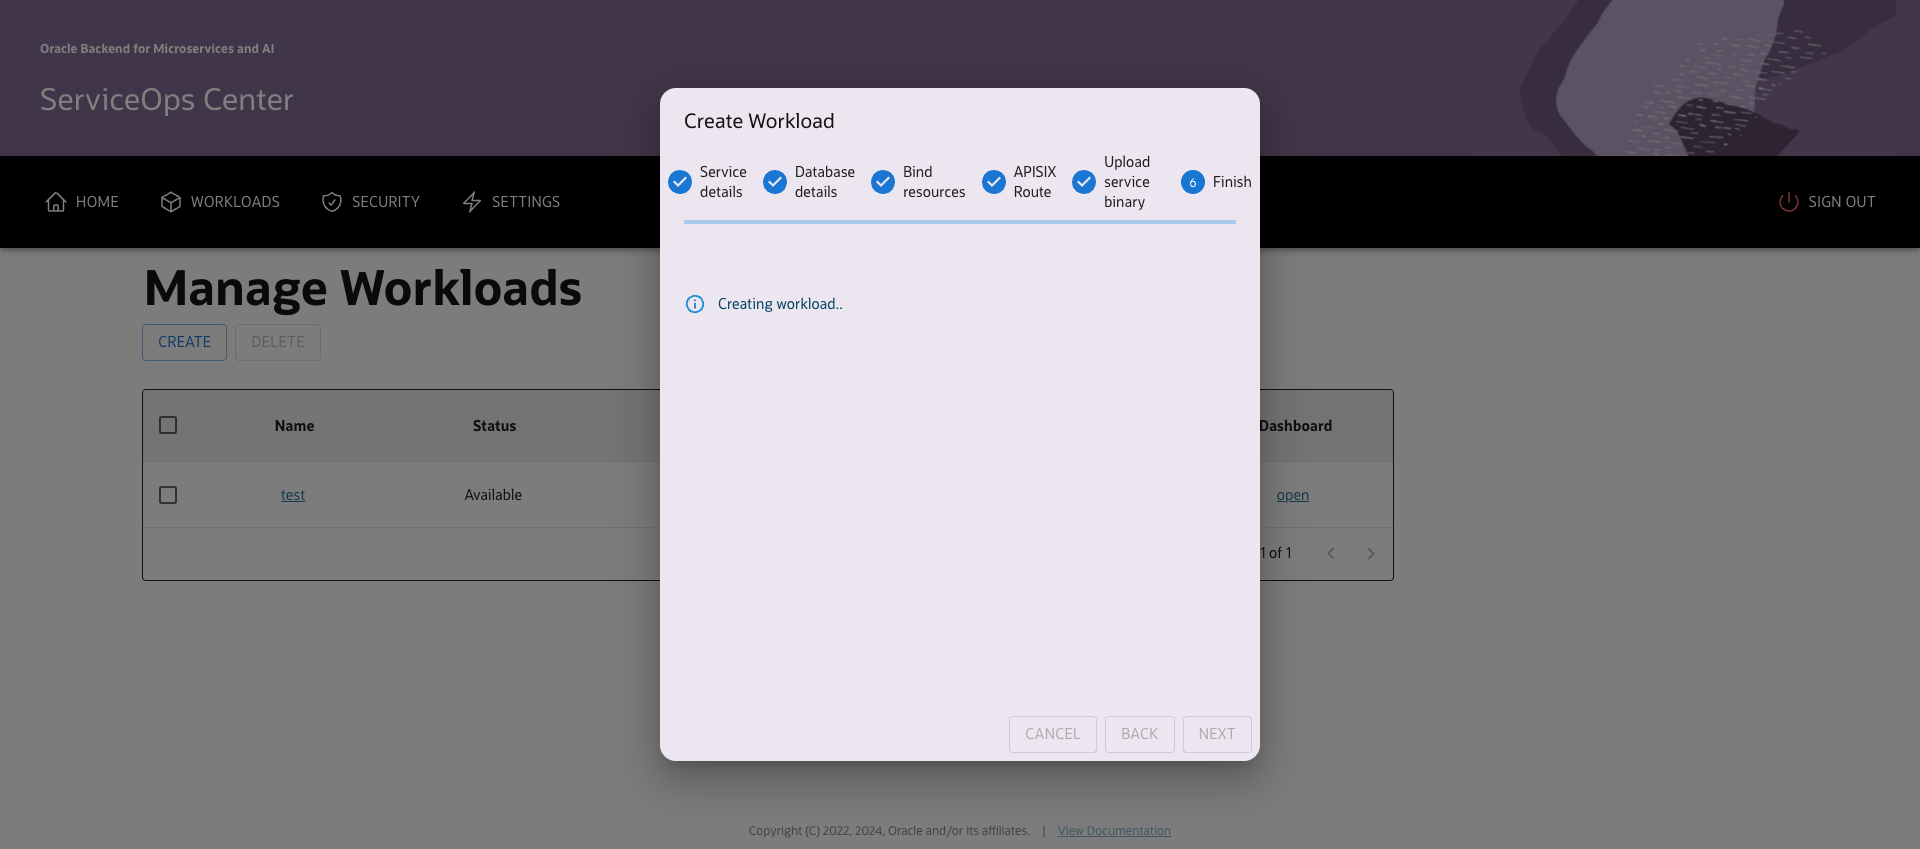 Oracle Backend for Microservices and AI
ServiceOps Center
HOME
WORKLOADS
SECURITY
SETTINGS
SIGN OUT
Create Workload
Service details
Database details
Bind resources
APISIX Route
Upload service binary
6 Finish
Creating workload..
CANCEL
BACK
NEXT
Manage Workloads
CREATE
DELETE
Name
Status
Dashboard
test
Available
open
1 of 1
Copyright (C) 2022, 2024, Oracle and/or its affiliates. | View Documentation